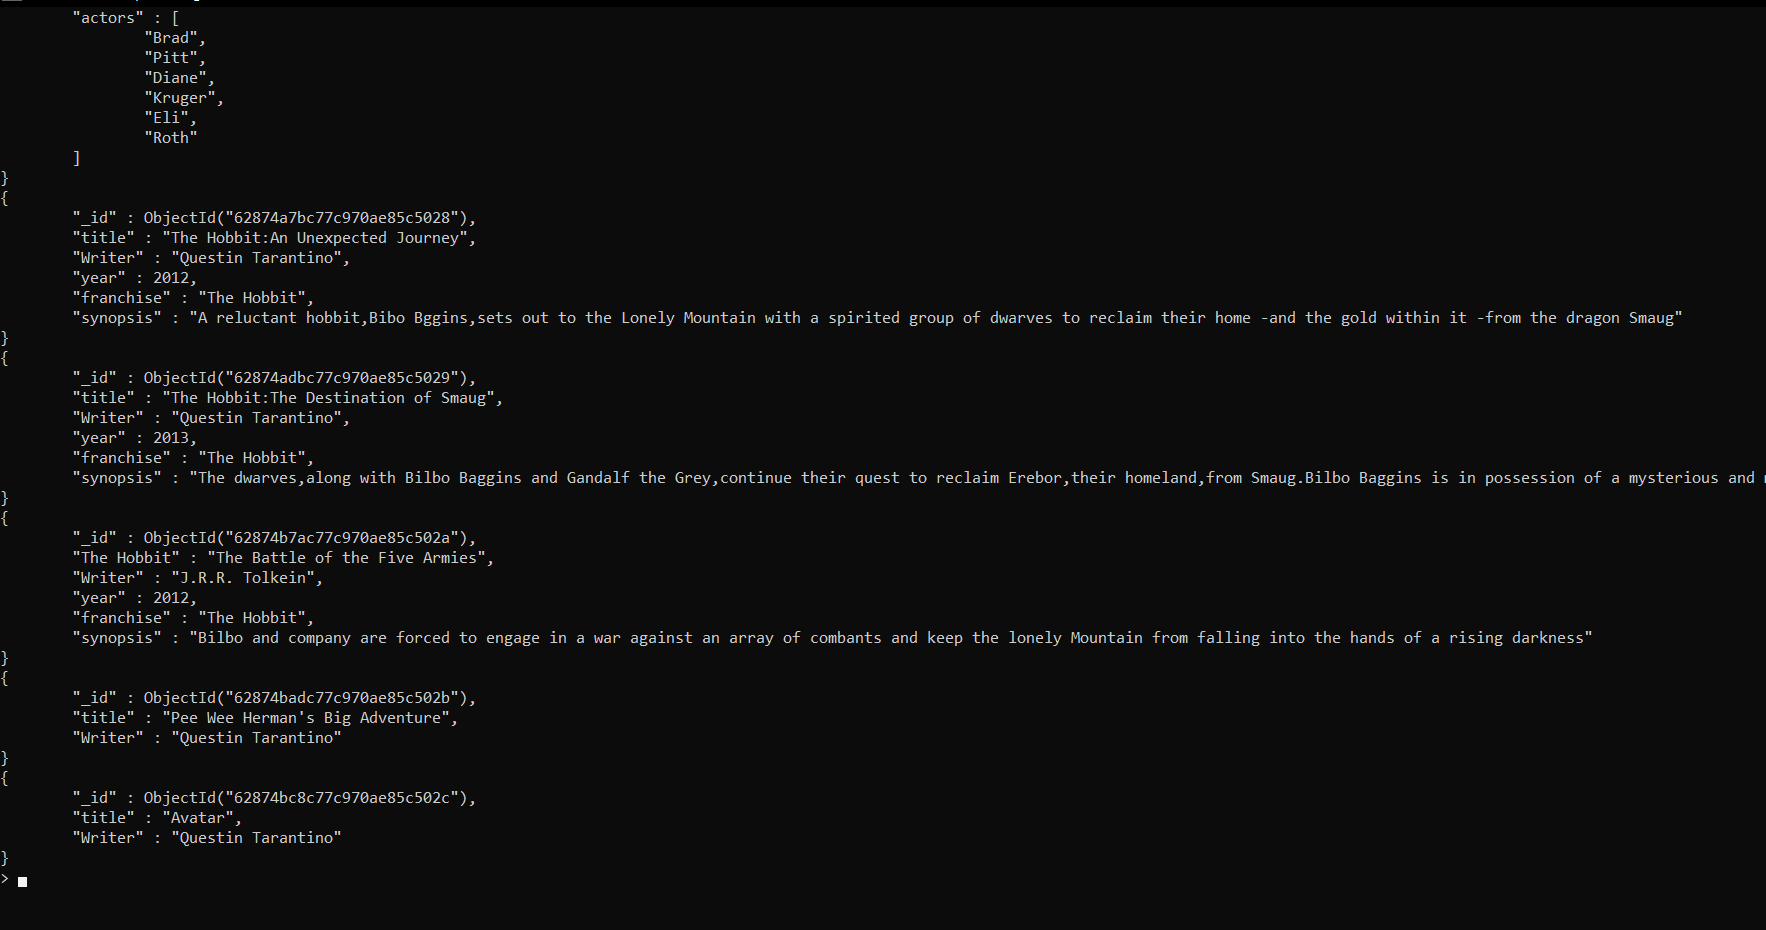 "actors" : [
"Brad",
"Pitt",
"Diane",
"Kruger",
"Eli",
"Roth"
]
}
{
"_id" : ObjectId("62874a7bc77c970ae85c5028"),
"title" : "The Hobbit:An Unexpected Journey",
"Writer" : "Questin Tarantino",
"year" : 2012,
"franchise" : "The Hobbit",
"synopsis" : "A reluctant hobbit,Bibo Bggins,sets out to the Lonely Mountain with a spirited group of dwarves to reclaim their home -and the gold within it -from the dragon Smaug"
}
{
"_id" : ObjectId("62874adbc77c970ae85c5029"),
"title" : "The Hobbit:The Destination of Smaug",
"Writer" : "Questin Tarantino",
"year" : 2013,
"franchise" : "The Hobbit",
"synopsis" : "The dwarves,along with Bilbo Baggins and Gandalf the Grey,continue their quest to reclaim Erebor,their homeland,from Smaug.Bilbo Baggins is in possession of a mysterious and
}
{
"_id" : ObjectId("62874b7ac77c970ae85c502a"),
"The Hobbit" : "The Battle of the Five Armies",
"Writer" : "J.R.R. Tolkein",
"year" : 2012,
"franchise" : "The Hobbit",
"synopsis" : "Bilbo and company are forced to engage in a war against an array of combants and keep the lonely Mountain from falling into the hands of a rising darkness"
}
{
"_id" : ObjectId("62874badc77c970ae85c502b"),
"title" : "Pee Wee Herman's Big Adventure",
"Writer" : "Questin Tarantino"
}
{
"_id" : ObjectId("62874bc8c77c970ae85c502c"),
"title" : "Avatar",
"Writer" : "Questin Tarantino"
}
>